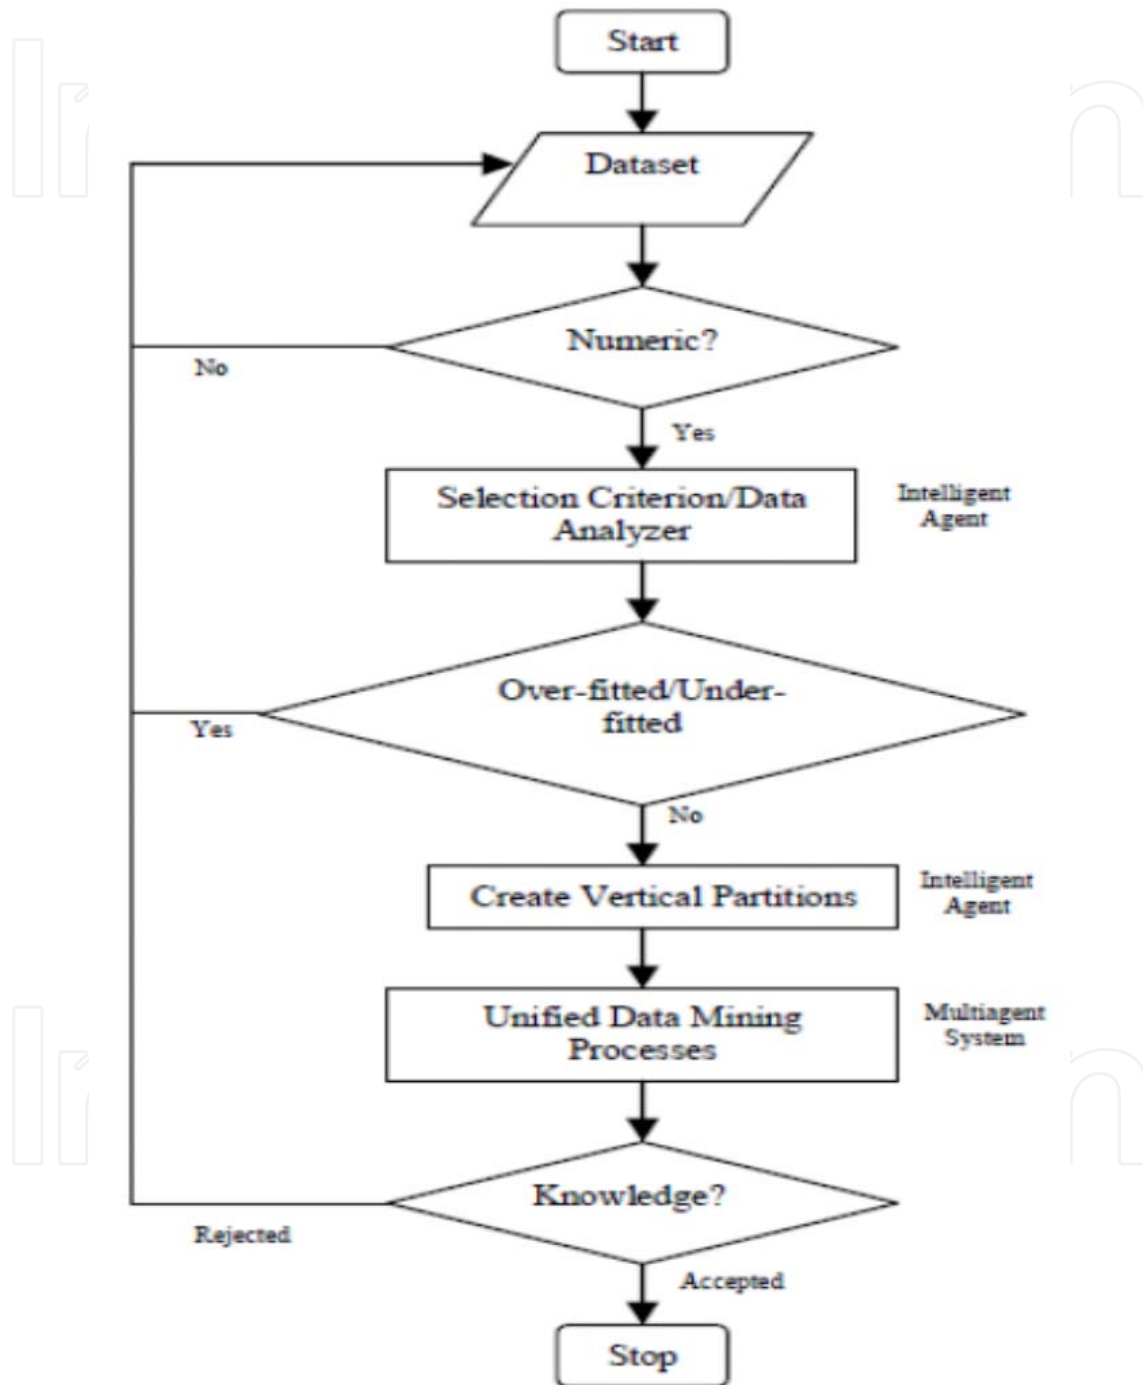 Start
Dataset
Numeric?
No
Yes
Selection Criterion/Data
Analyzer
Intelligent
Agent
Over-fitted/Under-
fitted
Yes
No
Create Vertical Partitions
Intelligent
Agent
Unified Data Mining
Processes
Multiagent
System
Knowledge?
Rejected
Accepted
Stop